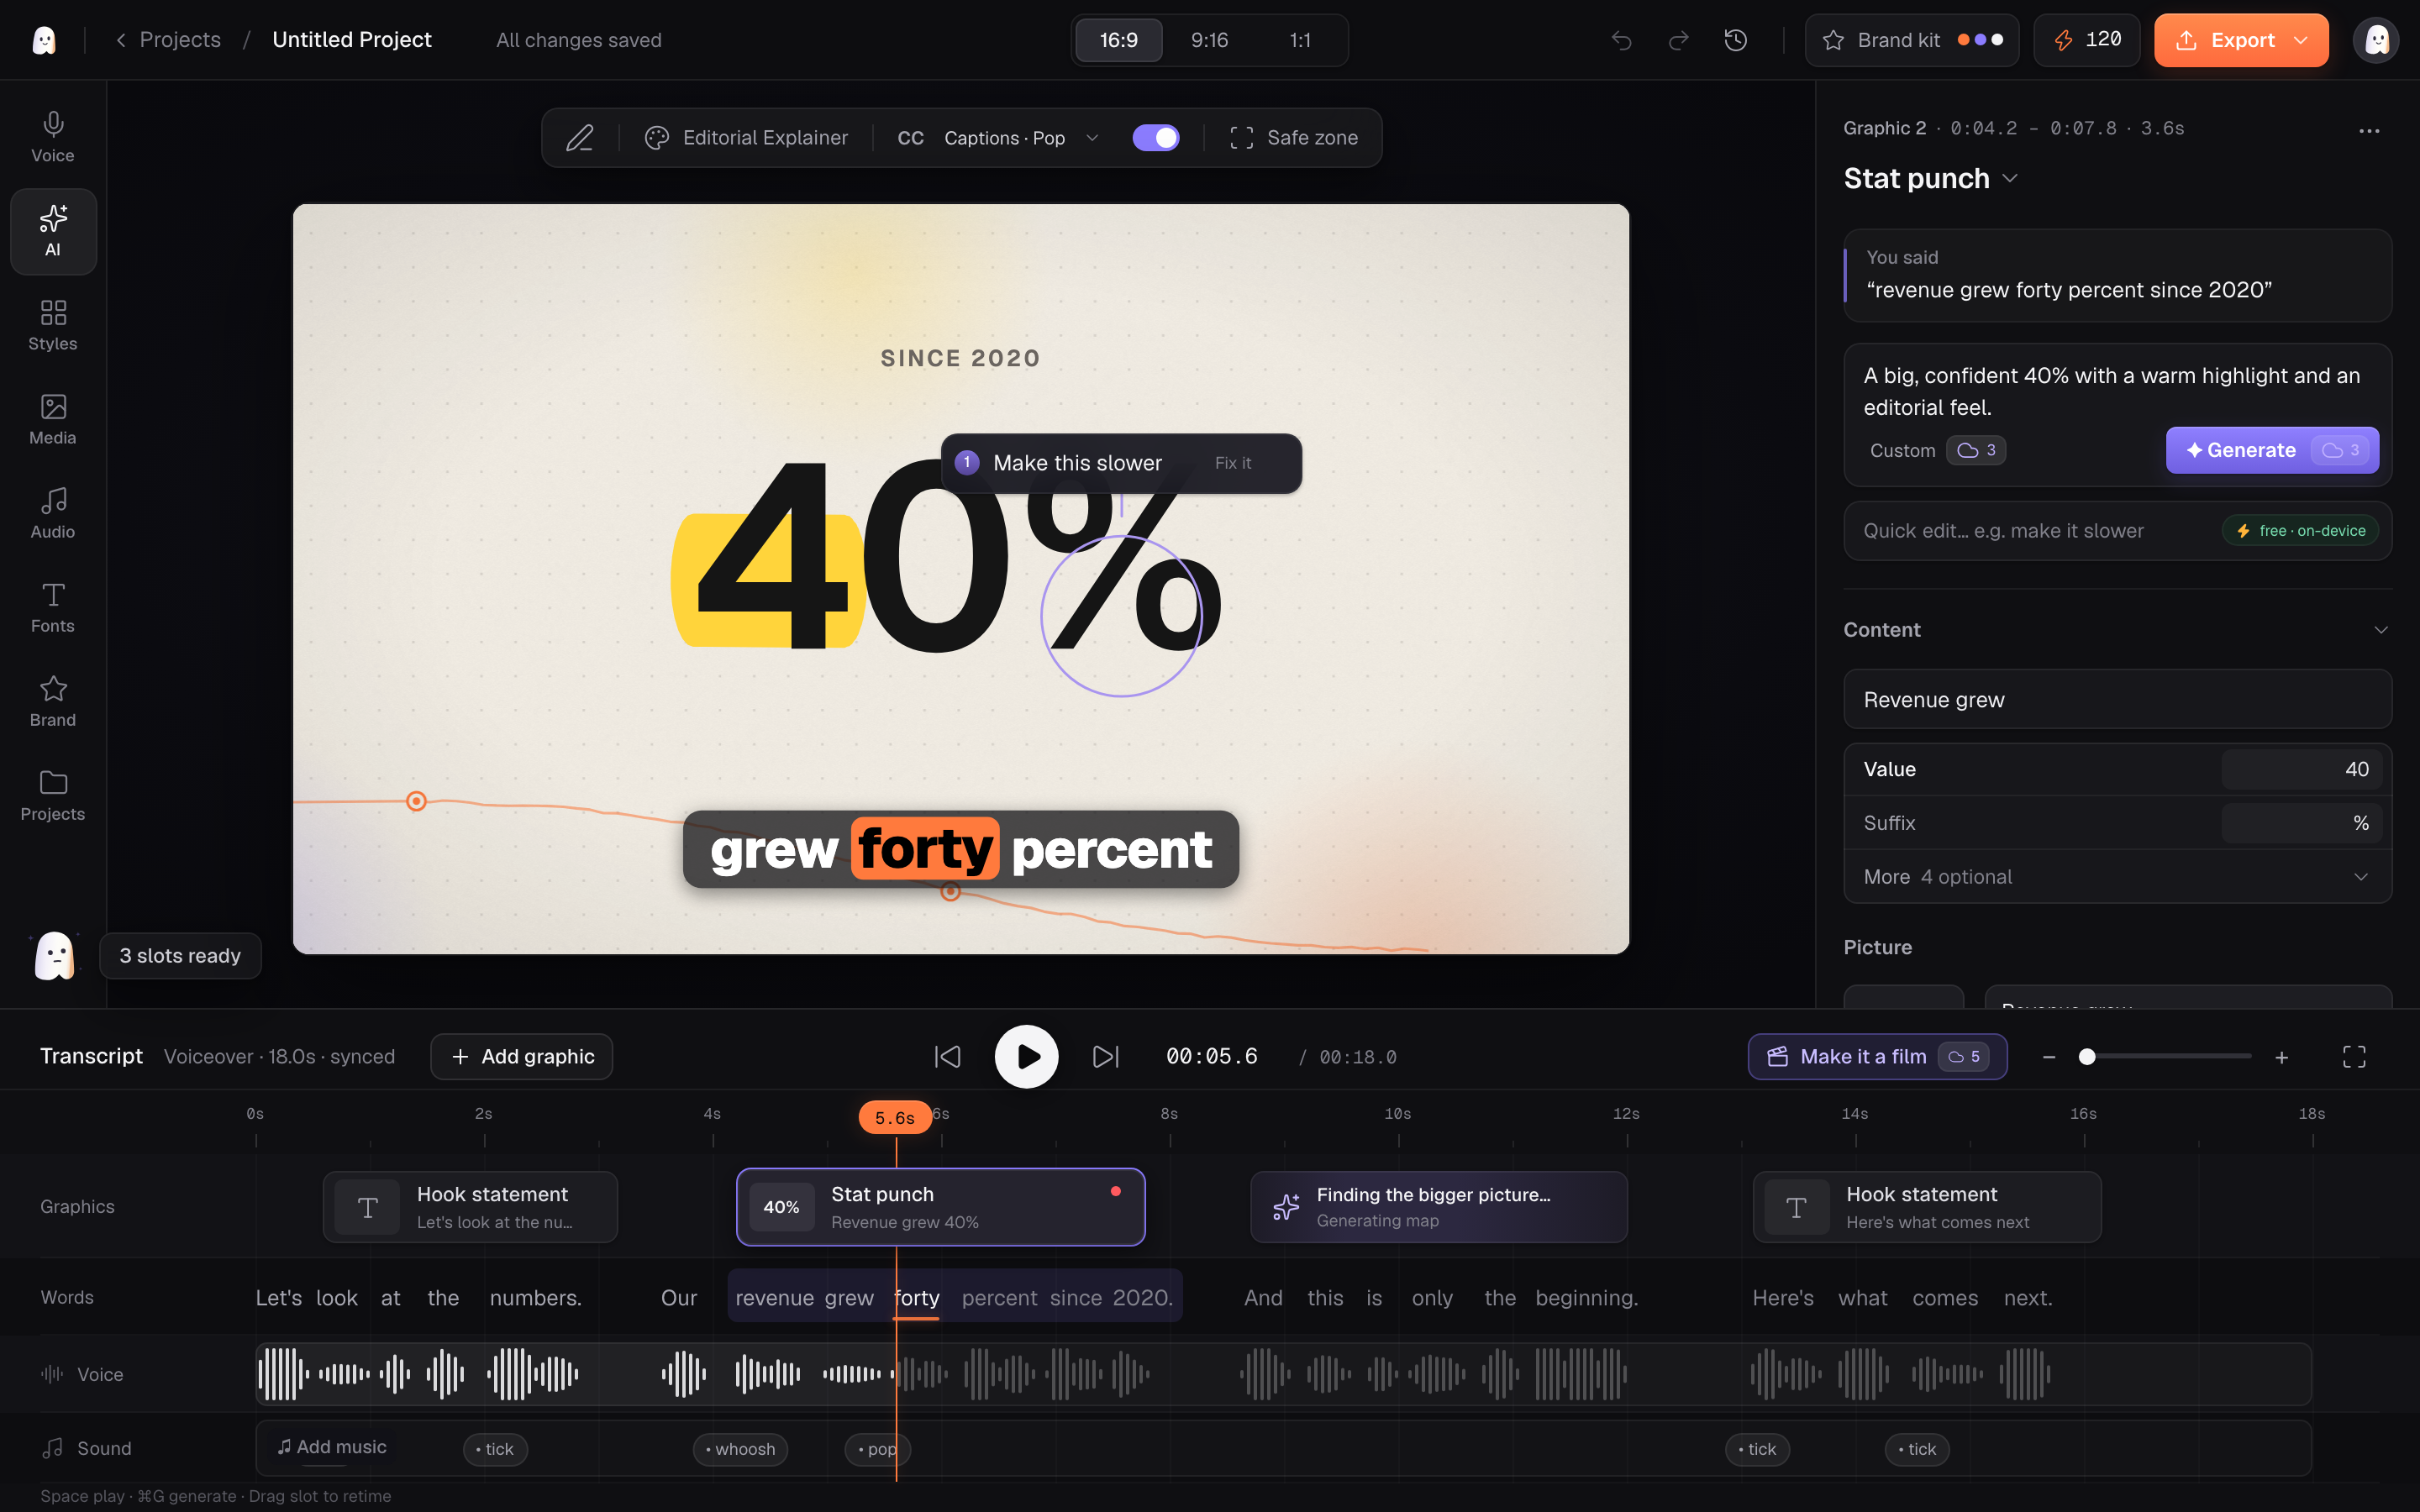 Projects / Untitled Project
All changes saved
16:9 9:16 1:1
Brand kit
120
Export
Voice
AI
Styles
Media
Audio
Fonts
Brand
Projects
3 slots ready
Editorial Explainer
CC Captions · Pop
Safe zone
SINCE 2020
1 Make this slower Fix it
40%
grew forty percent
Graphic 2 · 0:04.2 – 0:07.8 · 3.6s
Stat punch
You said
“revenue grew forty percent since 2020”
A big, confident 40% with a warm highlight and an
editorial feel.
Custom 3
Generate 3
Quick edit... e.g. make it slower
free · on-device
Content
Revenue grew
Value 40
Suffix %
More 4 optional
Picture
Revenue grew
Transcript Voiceover · 18.0s · synced
+ Add graphic
00:05.6 / 00:18.0
Make it a film 5
0s 2s 4s 5.6s 6s 8s 10s 12s 14s 16s 18s
Graphics
Hook statement
Let's look at the nu...
40%
Stat punch
Revenue grew 40%
Finding the bigger picture...
Generating map
Hook statement
Here's what comes next
Words
Let's look at the numbers. Our revenue grew forty percent since 2020. And this is only the beginning. Here's what comes next.
Voice
Sound
Add music
• tick
• whoosh
• pop
• tick
• tick
Space play · ⌘G generate · Drag slot to retime